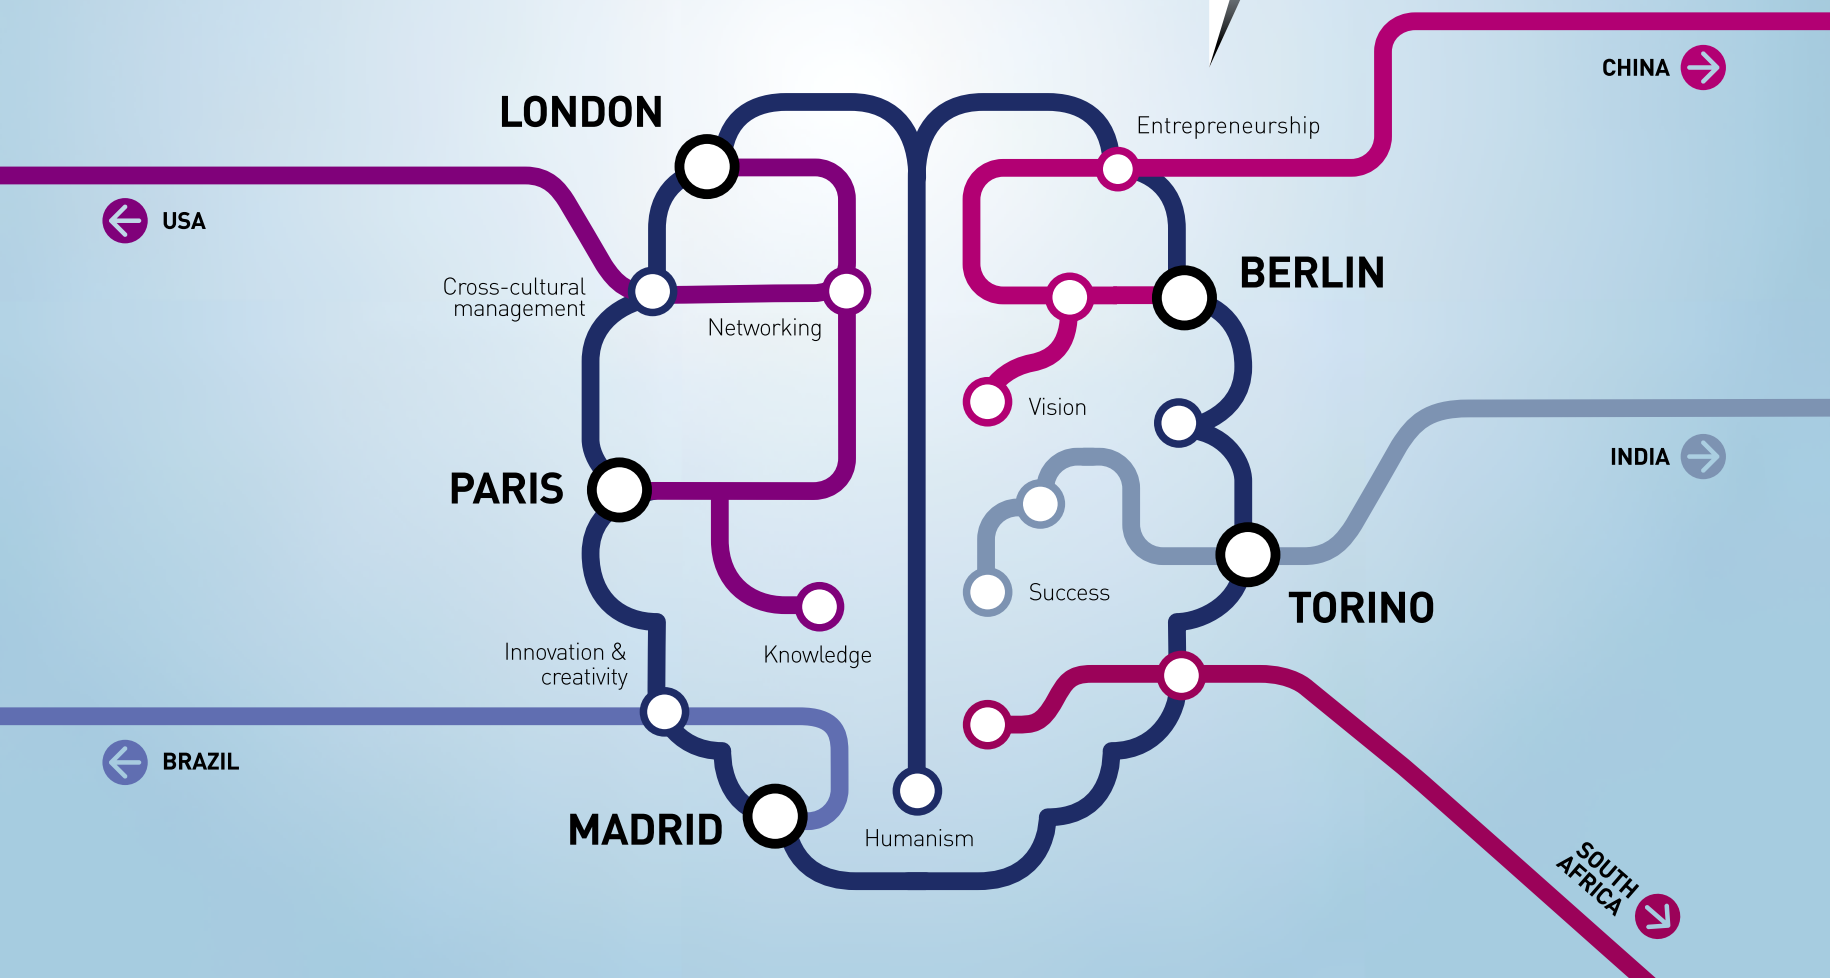 CHINA
LONDON
Entrepreneurship
USA
BERLIN
Cross-cultural
management
Networking
Vision
INDIA
PARIS
Success
TORINO
Innovation &
creativity
Knowledge
BRAZIL
MADRID
Humanism
SOUTH
AFRICA